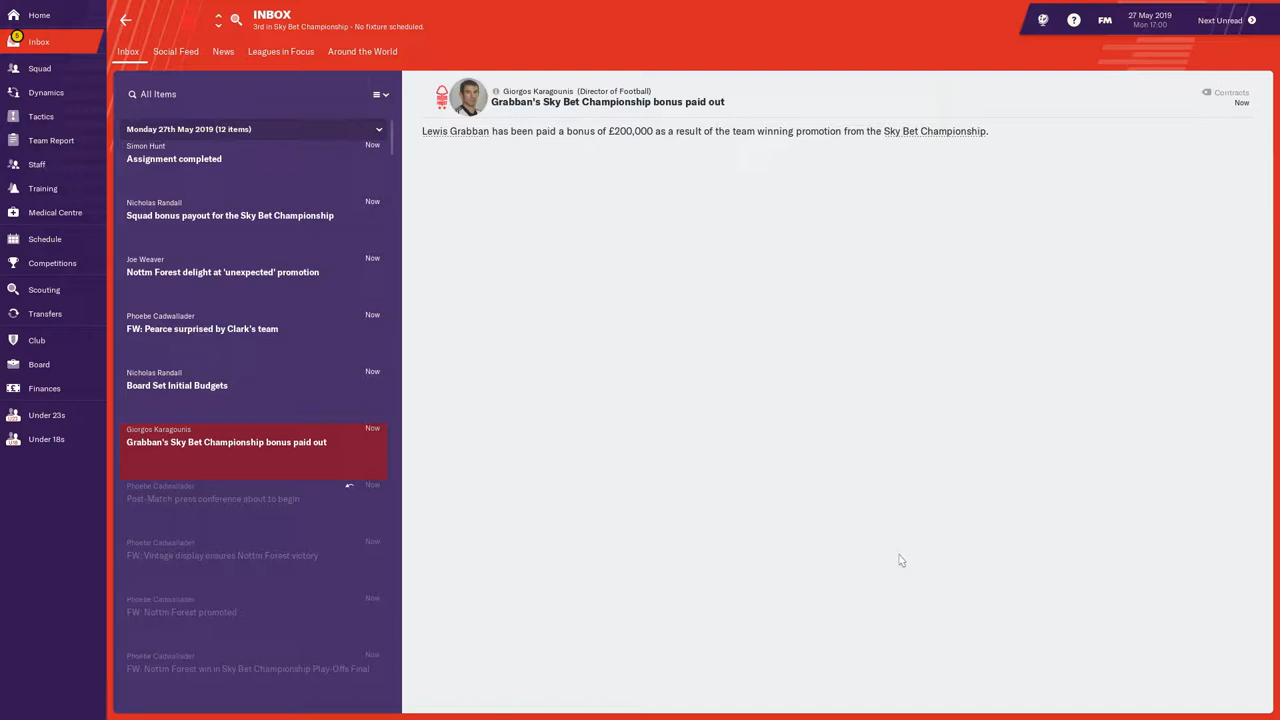 Home
5
Inbox
Squad
Dynamics
Tactics
Team Report
Staff
Training
Medical Centre
Schedule
Competitions
Scouting
Transfers
Club
Board
Finances
Under 23s
Under 18s
INBOX
3rd in Sky Bet Championship - No fixture scheduled.
?
FM
27 May 2019
Mon 17:00
Next Unread
Inbox
Social Feed
News
Leagues in Focus
Around the World
All Items
Monday 27th May 2019 (12 items)
Simon Hunt
Now
Assignment completed
Nicholas Randall
Now
Squad bonus payout for the Sky Bet Championship
Joe Weaver
Now
Nottm Forest delight at 'unexpected' promotion
Phoebe Cadwallader
Now
FW: Pearce surprised by Clark's team
Nicholas Randall
Now
Board Set Initial Budgets
Giorgos Karagounis
Now
Grabban's Sky Bet Championship bonus paid out
Phoebe Cadwallader
Now
Post-Match press conference about to begin
Phoebe Cadwallader
Now
FW: Vintage display ensures Nottm Forest victory
Phoebe Cadwallader
Now
FW: Nottm Forest promoted
Phoebe Cadwallader
Now
FW: Nottm Forest win in Sky Bet Championship Play-Offs Final
Giorgos Karagounis (Director of Football)
Grabban's Sky Bet Championship bonus paid out
Contracts
Now
Lewis Grabban has been paid a bonus of £200,000 as a result of the team winning promotion from the Sky Bet Championship.